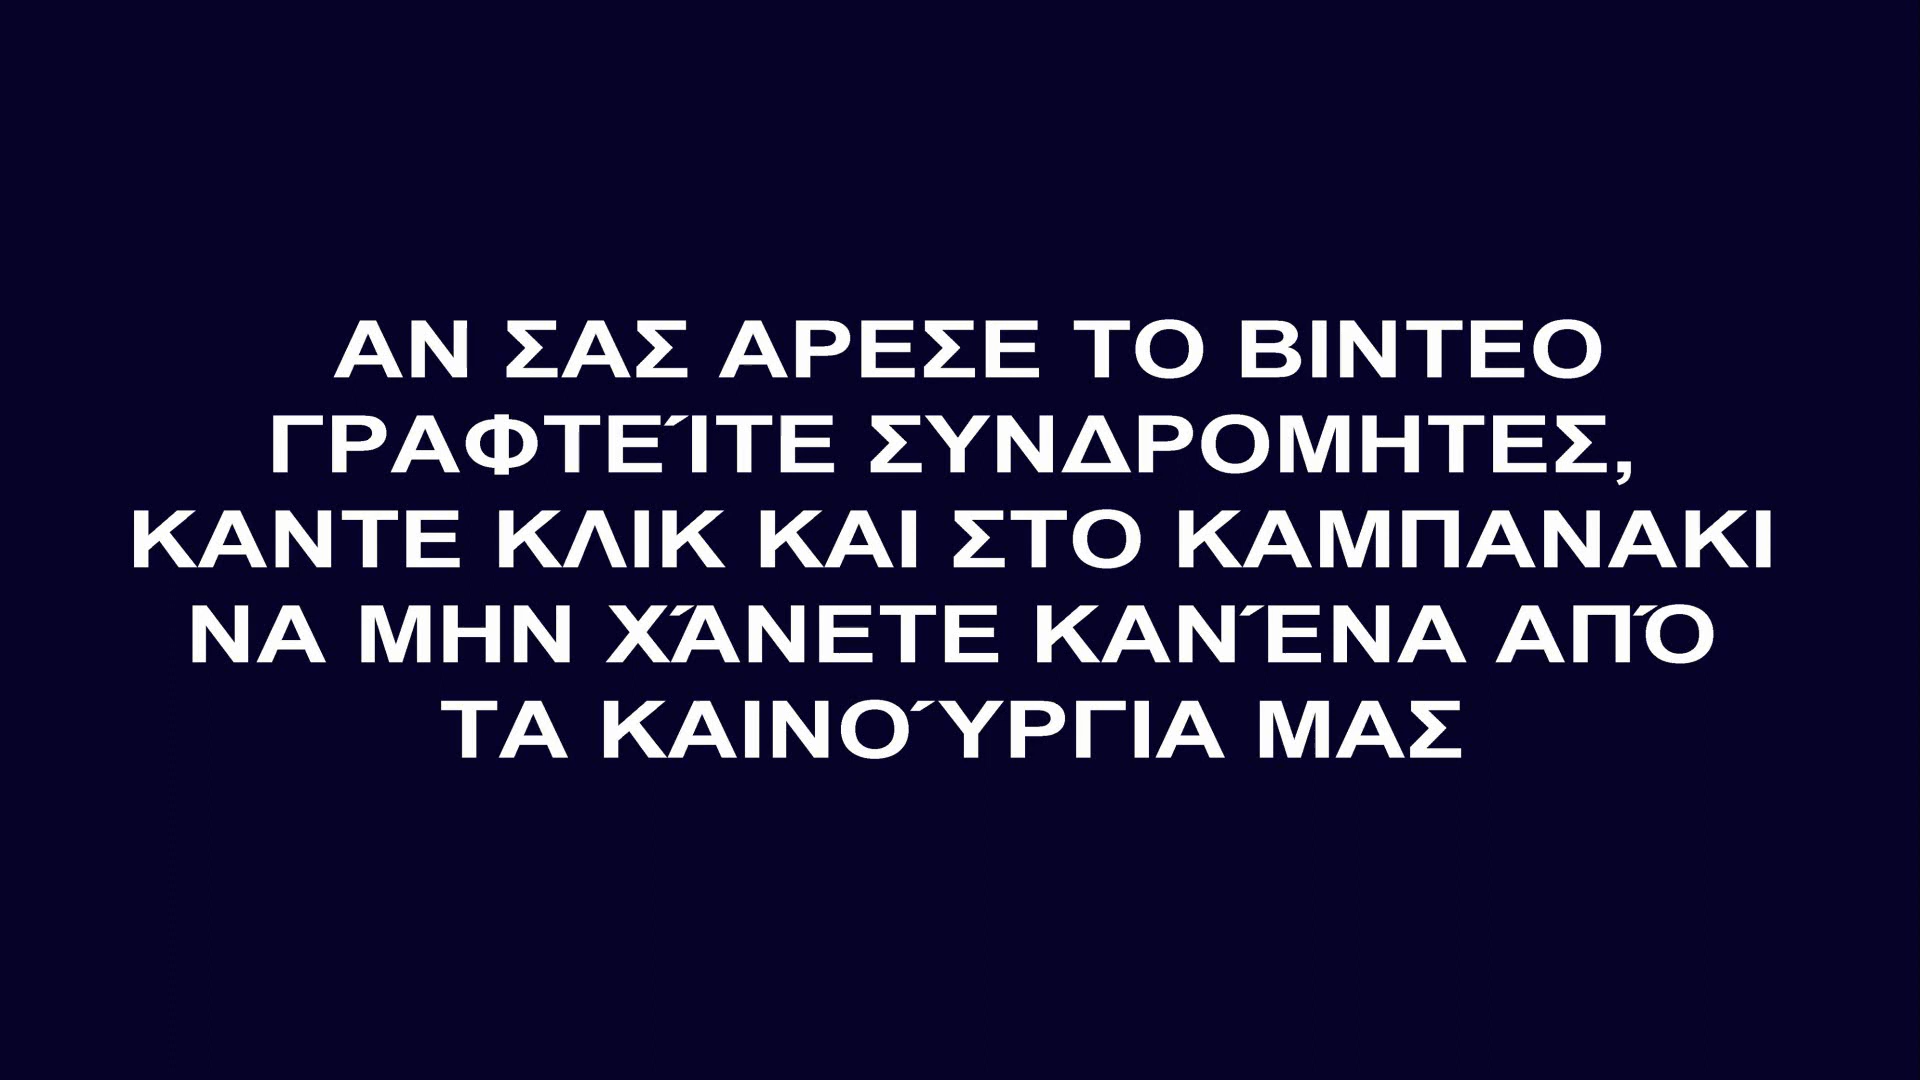 ΑΝ ΣΑΣ ΑΡΕΣΕ ΤΟ ΒΙΝΤΕΟ
ΓΡΑΦΤΕΊΤΕ ΣΥΝΔΡΟΜΗΤΕΣ,
ΚΑΝΤΕ ΚΛΙΚ ΚΑΙ ΣΤΟ ΚΑΜΠΑΝΑΚΙ
ΝΑ ΜΗΝ ΧΆΝΕΤΕ ΚΑΝΈΝΑ ΑΠΌ
ΤΑ ΚΑΙΝΟΎΡΓΙΑ ΜΑΣ